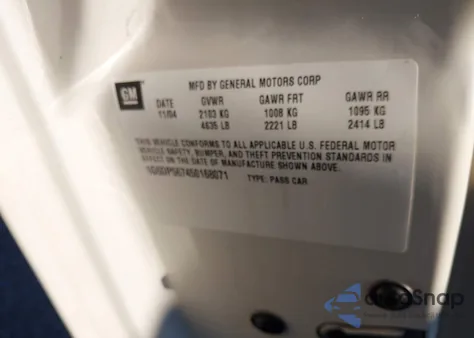 GM
MFD BY GENERAL MOTORS CORP
DATE GVWR GAWR FRT GAWR RR
11/04 2103 KG 1008 KG 1095 KG
4635 LB 2221 LB 2414 LB
THIS VEHICLE CONFORMS TO ALL APPLICABLE U.S. FEDERAL MOTOR
VEHICLE SAFETY, BUMPER, AND THEFT PREVENTION STANDARDS IN
EFFECT ON THE DATE OF MANUFACTURE SHOWN ABOVE.
TYPE: PASS CAR